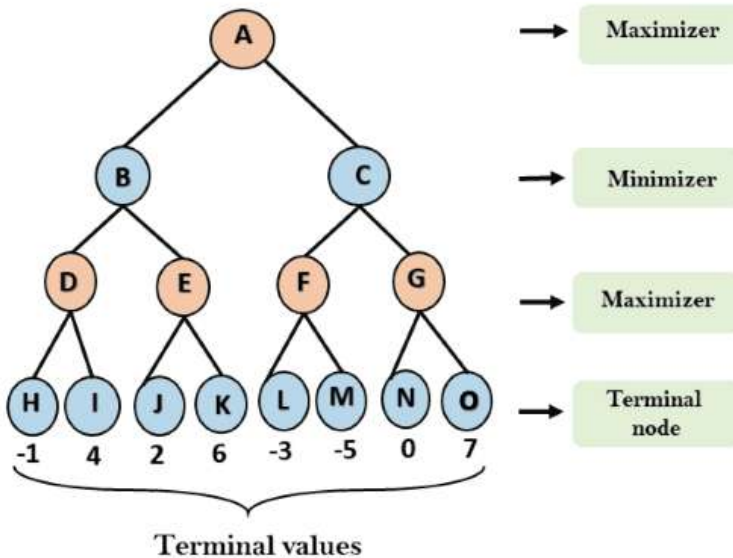 A
Maximizer
B C
Minimizer
D E F G
Maximizer
H I J K L M N O
Terminal
node
-1 4 2 6 -3 -5 0 7
Terminal values